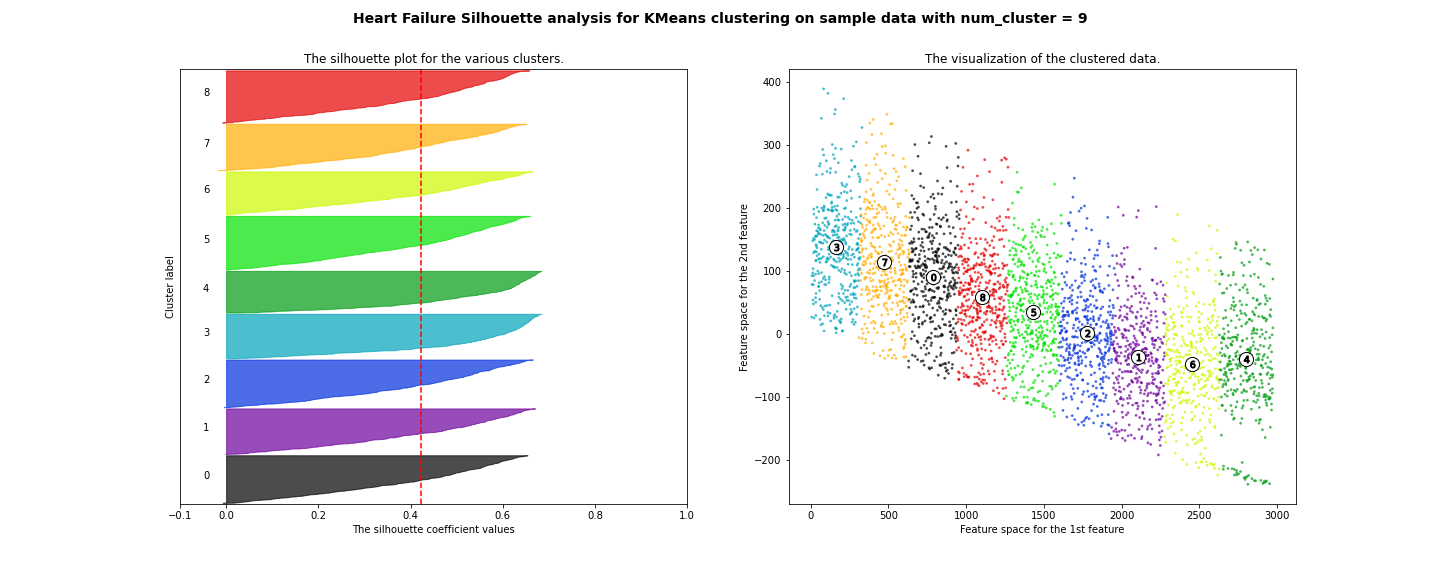 Heart Failure Silhouette analysis for KMeans clustering on sample data with num_cluster = 9
The silhouette plot for the various clusters.
Cluster label
8
7
6
5
4
3
2
1
0
−0.1 0.0 0.2 0.4 0.6 0.8 1.0
The silhouette coefficient values
The visualization of the clustered data.
Feature space for the 2nd feature
400
300
200
100
0
−100
−200
3
7
0
8
5
2
1
6
4
0 500 1000 1500 2000 2500 3000
Feature space for the 1st feature